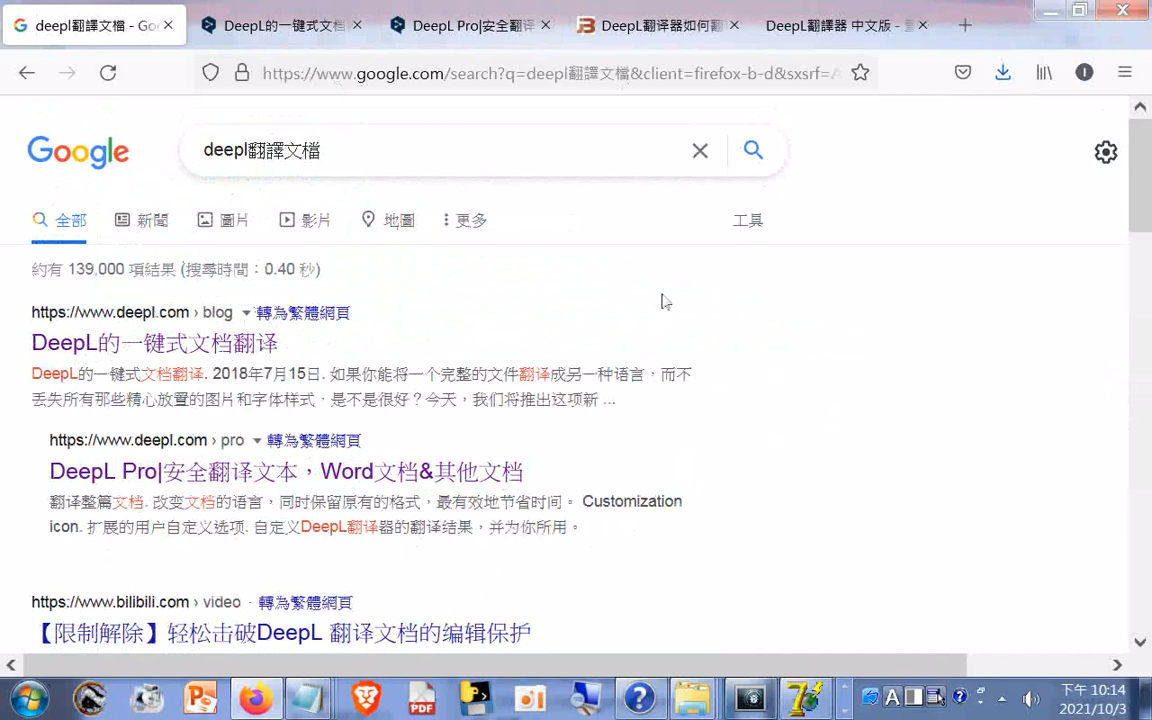 deepl翻譯文檔 - Go
DeepL的一键式文档
DeepL Pro|安全翻译
DeepL翻译器如何翻
DeepL翻譯器 中文版 -
https://www.google.com/search?q=deepl翻譯文檔&client=firefox-b-d&sxsrf=
Google
deepl翻譯文檔
全部 新聞 圖片 影片 地圖 更多 工具
約有 139,000 項結果 (搜尋時間：0.40 秒)
https://www.deepl.com › blog 轉為繁體網頁
DeepL的一键式文档翻译
DeepL的一键式文档翻译. 2018年7月15日. 如果你能将一个完整的文件翻译成另一种语言，而不
丢失所有那些精心放置的图片和字体样式，是不是很好？今天，我们将推出这项新 ...
https://www.deepl.com › pro 轉為繁體網頁
DeepL Pro|安全翻译文本，Word文档&其他文档
翻译整篇文档. 改变文档的语言，同时保留原有的格式，最有效地节省时间。 Customization
icon. 扩展的用户自定义选项. 自定义DeepL翻译器的翻译结果，并为你所用。
https://www.bilibili.com › video · 轉為繁體網頁
【限制解除】轻松击破DeepL 翻译文档的编辑保护
下午 10:14
2021/10/3